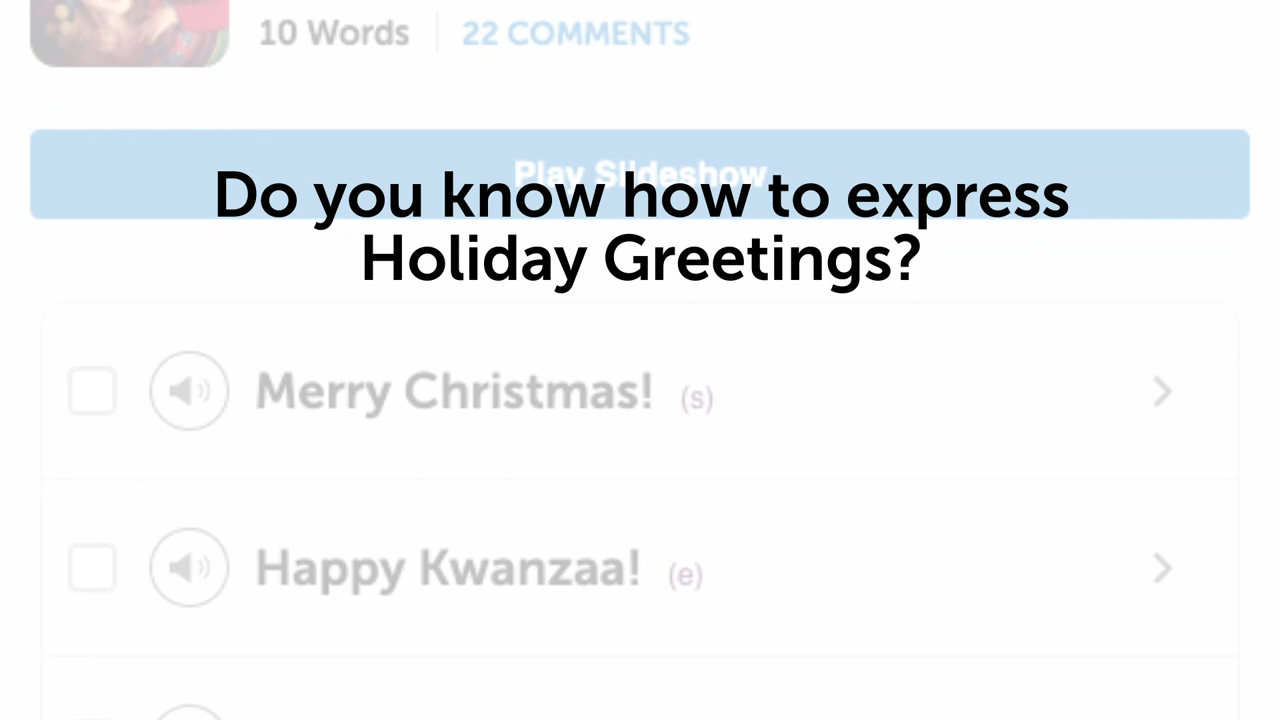 10 Words 22 COMMENTS
Play Slideshow
Do you know how to express
Holiday Greetings?
Merry Christmas! (s)
Happy Kwanzaa! (e)